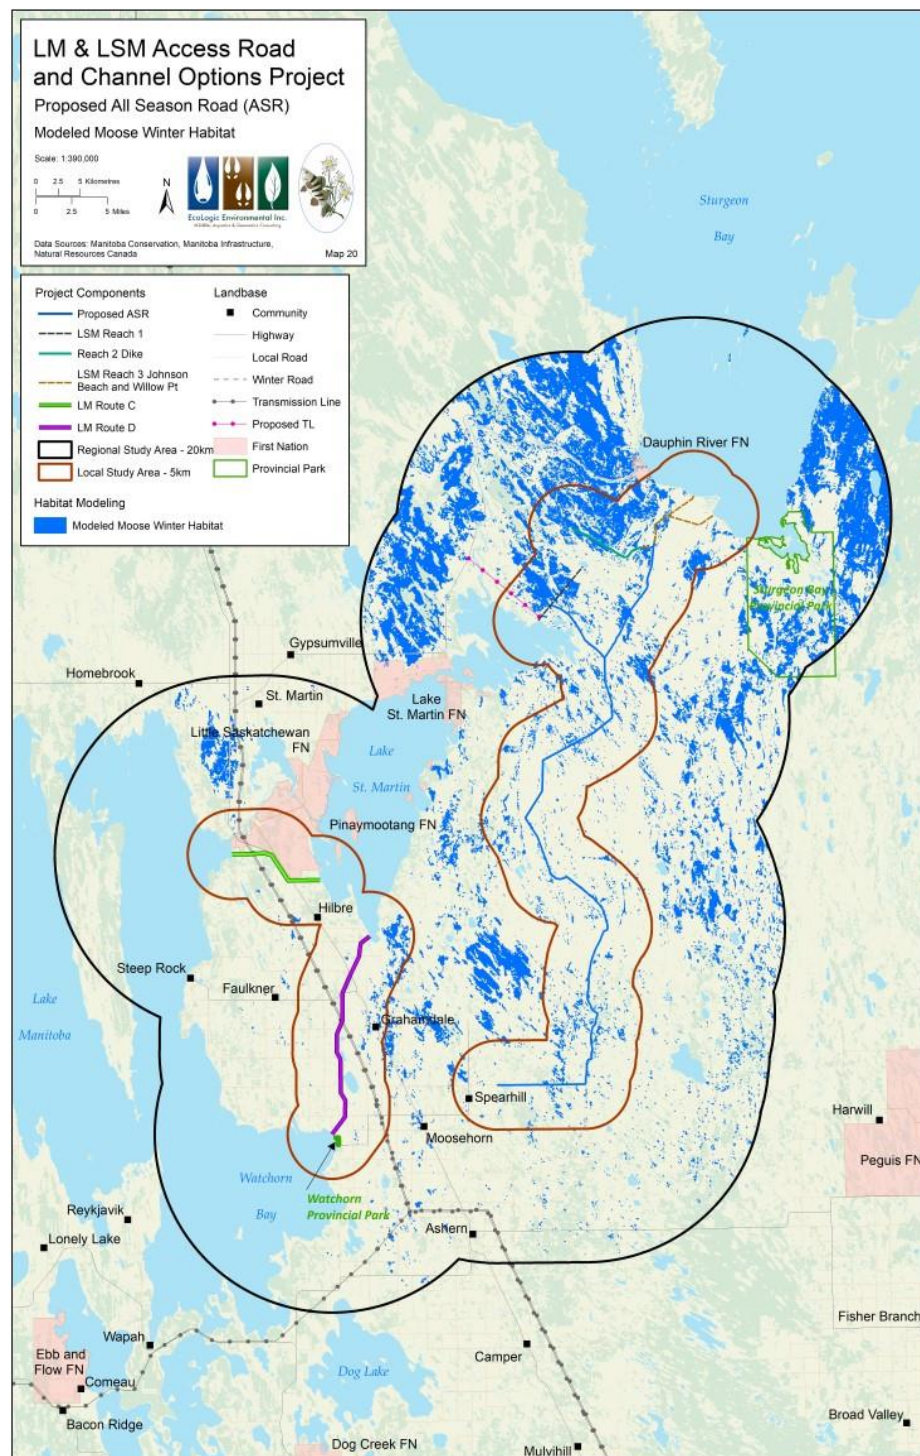 LM & LSM Access Road
and Channel Options Project
Proposed All Season Road (ASR)
Modeled Moose Winter Habitat
Scale: 1:390,000
0 2.5 5 Kilometres
0 2.5 5 Miles
N
EcoLogic Environmental Inc.
Data Sources: Manitoba Conservation, Manitoba Infrastructure,
Natural Resources Canada
Map 20
Project Components
Proposed ASR
LSM Reach 1
Reach 2 Dike
LSM Reach 3 Johnson
Beach and Willow Pt
LM Route C
LM Route D
Regional Study Area - 20km
Local Study Area - 5km
Habitat Modeling
Modeled Moose Winter Habitat
Landbase
Community
Highway
Local Road
Winter Road
Transmission Line
Proposed TL
First Nation
Provincial Park
Sturgeon
Bay
Dauphin River FN
Sturgeon Bay
Provincial Park
Gypsumville
Homebrook
St. Martin
Lake
St. Martin FN
Little Saskatchewan
FN
Lake
St. Martin
Pinaymootang FN
Hilbre
Steep Rock
Faulkner
Lake
Manitoba
Grahamdale
Spearhill
Moosehorn
Harwill
Peguis FN
Watchorn
Bay
Watchorn
Provincial Park
Reykjavik
Lonely Lake
Ashern
Fisher Branch
Wapah
Ebb and
Flow FN
Comeau
Camper
Dog Lake
Bacon Ridge
Broad Valley
Dog Creek FN
Mulvihill